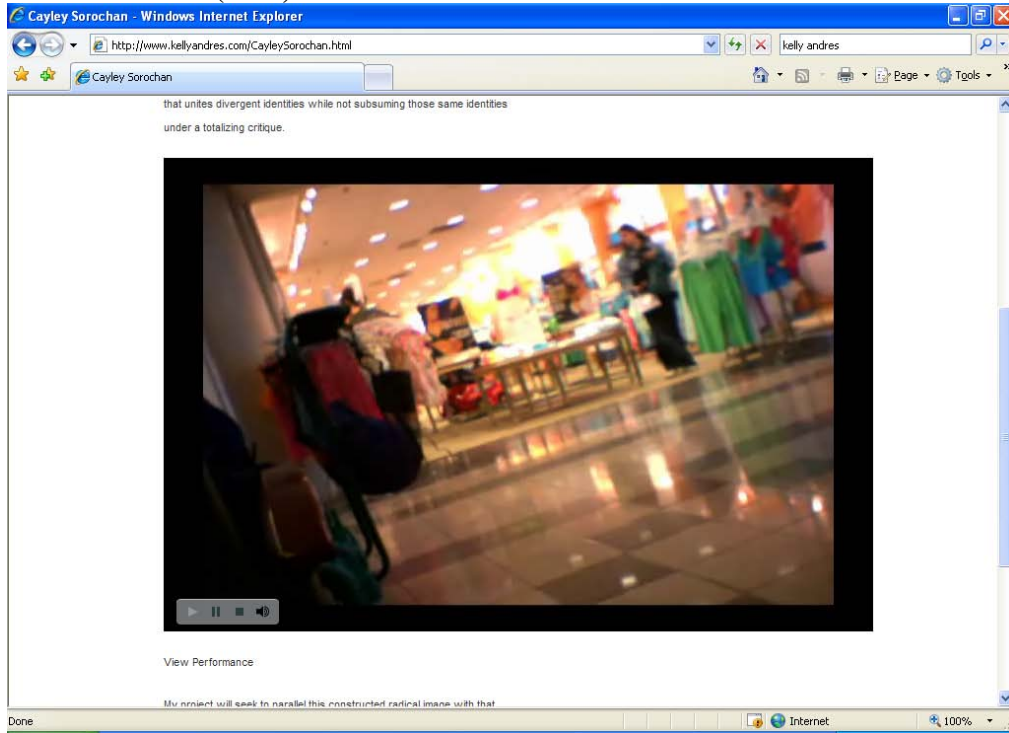 Cayley Sorochan - Windows Internet Explorer
http://www.kellyandres.com/CayleySorochan.html
kelly andres
Cayley Sorochan
Page
Tools
that unites divergent identities while not subsuming those same identities
under a totalizing critique.
View Performance
My project will seek to parallel this constructed radical image with that
Done
Internet
100%